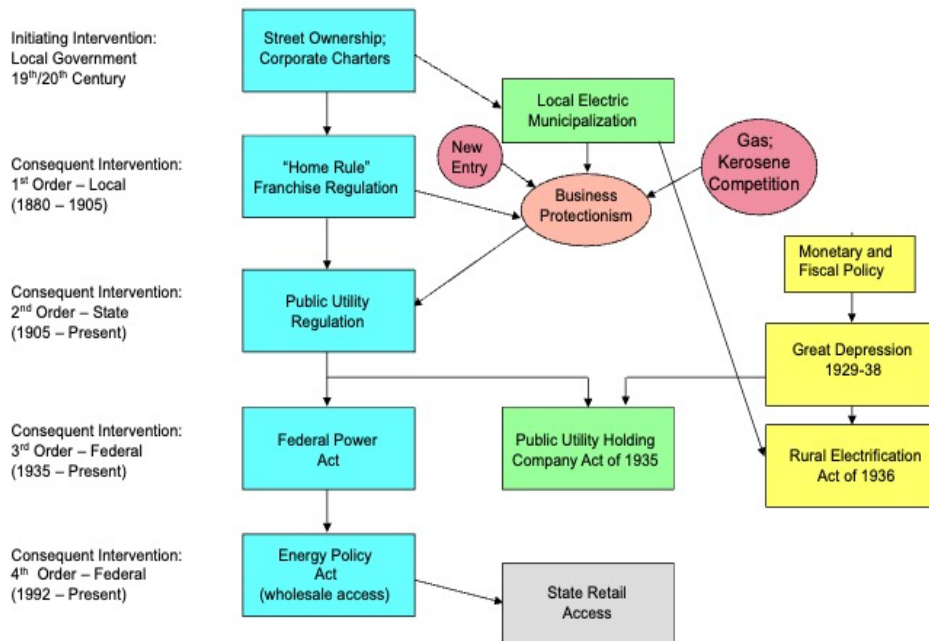 Initiating Intervention:
Local Government
19th/20th Century
Street Ownership;
Corporate Charters
Local Electric
Municipalization
New
Entry
Gas;
Kerosene
Competition
Consequent Intervention:
1st Order – Local
(1880 – 1905)
“Home Rule”
Franchise Regulation
Business
Protectionism
Monetary and
Fiscal Policy
Consequent Intervention:
2nd Order – State
(1905 – Present)
Public Utility
Regulation
Great Depression
1929-38
Consequent Intervention:
3rd Order – Federal
(1935 – Present)
Federal Power
Act
Public Utility Holding
Company Act of 1935
Rural Electrification
Act of 1936
Consequent Intervention:
4th Order – Federal
(1992 – Present)
Energy Policy
Act
(wholesale access)
State Retail
Access